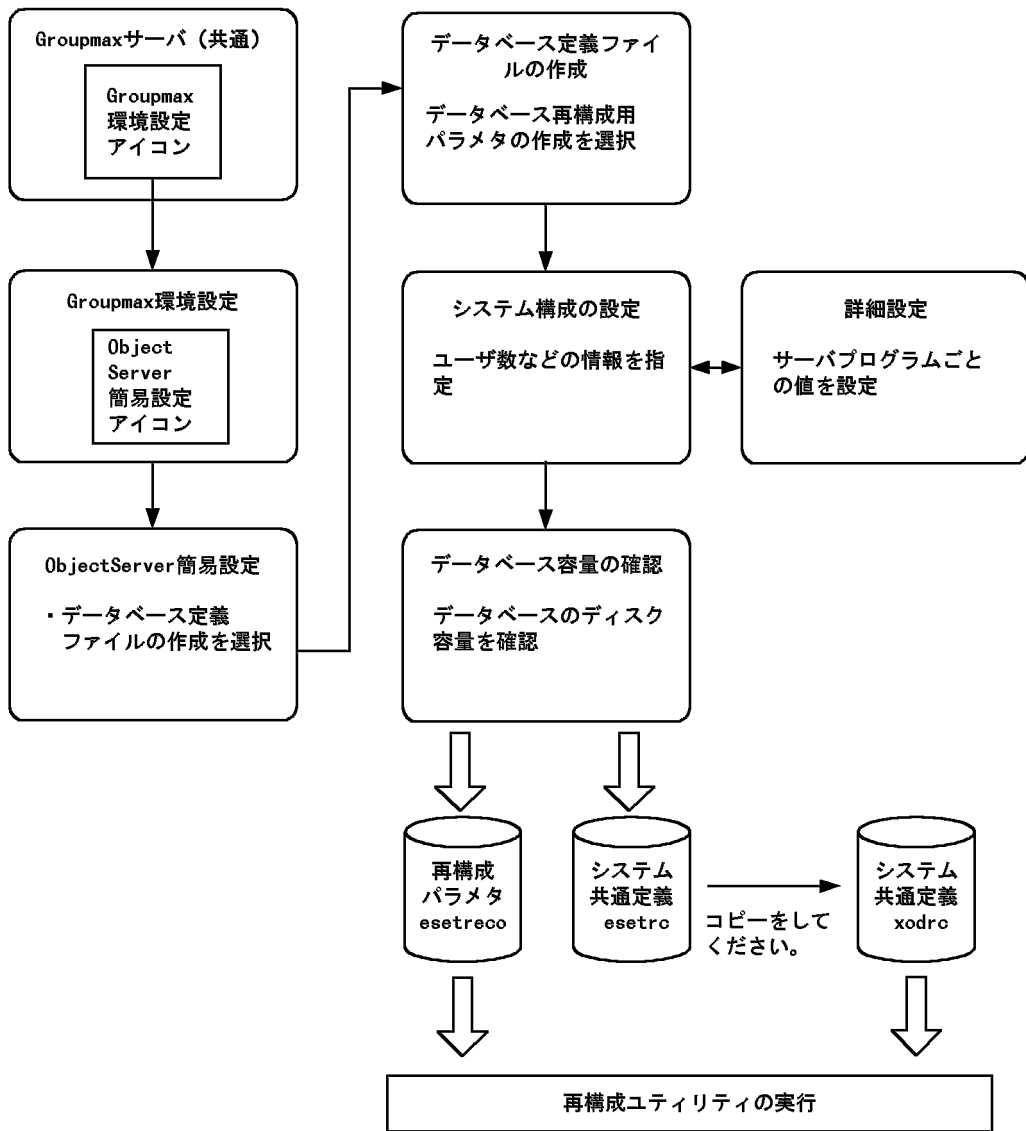 Groupmaxサーバ（共通）
Groupmax
環境設定
アイコン
Groupmax環境設定
Object
Server
簡易設定
アイコン
ObjectServer簡易設定
・データベース定義
ファイルの作成を選択
データベース定義ファイ
ルの作成
データベース再構成用
パラメタの作成を選択
システム構成の設定
ユーザ数などの情報を指
定
詳細設定
サーバプログラムごと
の値を設定
データベース容量の確認
データベースのディスク
容量を確認
再構成
パラメタ
esetreco
システム
共通定義
esetrc
コピーをして
ください。
システム
共通定義
xodrc
再構成ユティリティの実行